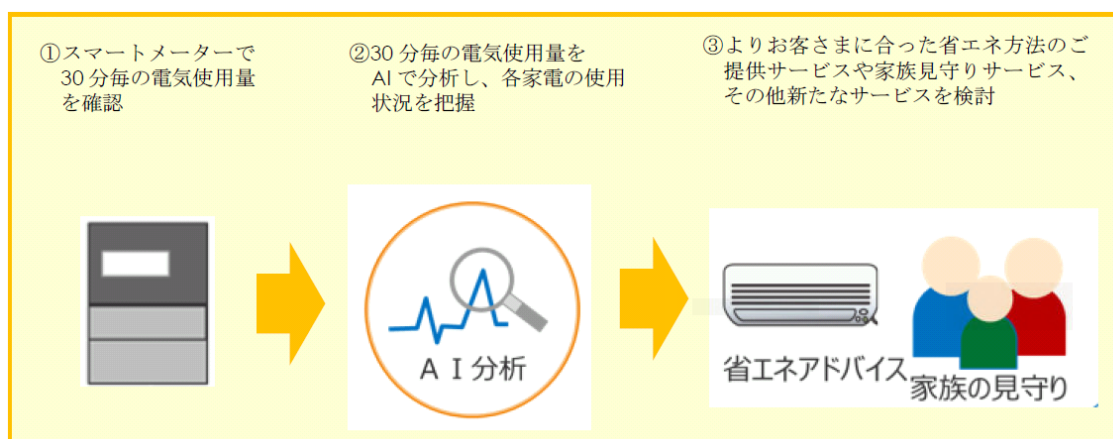 ①スマートメーターで
30分毎の電気使用量
を確認
②30分毎の電気使用量を
AIで分析し、各家電の使用
状況を把握
③よりお客さまに合った省エネ方法のご
提供サービスや家族見守りサービス、
その他新たなサービスを検討
AI分析
省エネアドバイス
家族の見守り